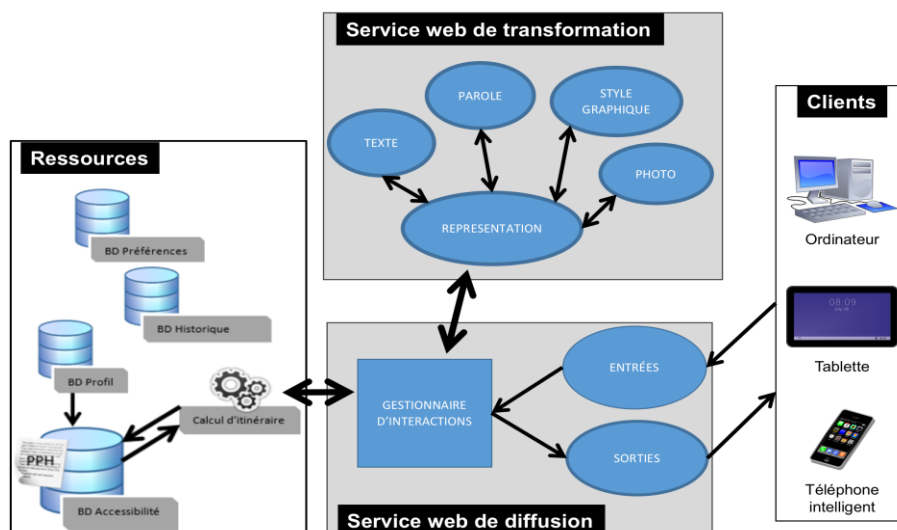 Service web de transformation
PAROLE
STYLE
GRAPHIQUE
TEXTE
PHOTO
REPRESENTATION
Ressources
BD Préférences
BD Historique
BD Profil
Calcul d'itinéraire
PPH
BD Accessibilité
GESTIONNAIRE
D'INTERACTIONS
ENTRÉES
SORTIES
Service web de diffusion
Clients
Ordinateur
08:09
Tablette
Téléphone
intelligent